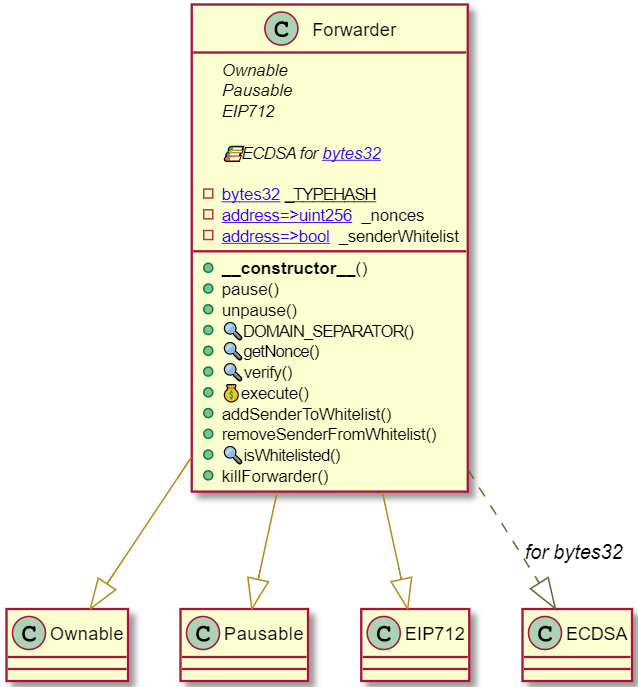 C Forwarder
Ownable
Pausable
EIP712
ECDSA for bytes32
bytes32 _TYPEHASH
address=>uint256 _nonces
address=>bool _senderWhitelist
__constructor__()
pause()
unpause()
DOMAIN_SEPARATOR()
getNonce()
verify()
execute()
addSenderToWhitelist()
removeSenderFromWhitelist()
isWhitelisted()
killForwarder()
for bytes32
C Ownable
C Pausable
C EIP712
C ECDSA